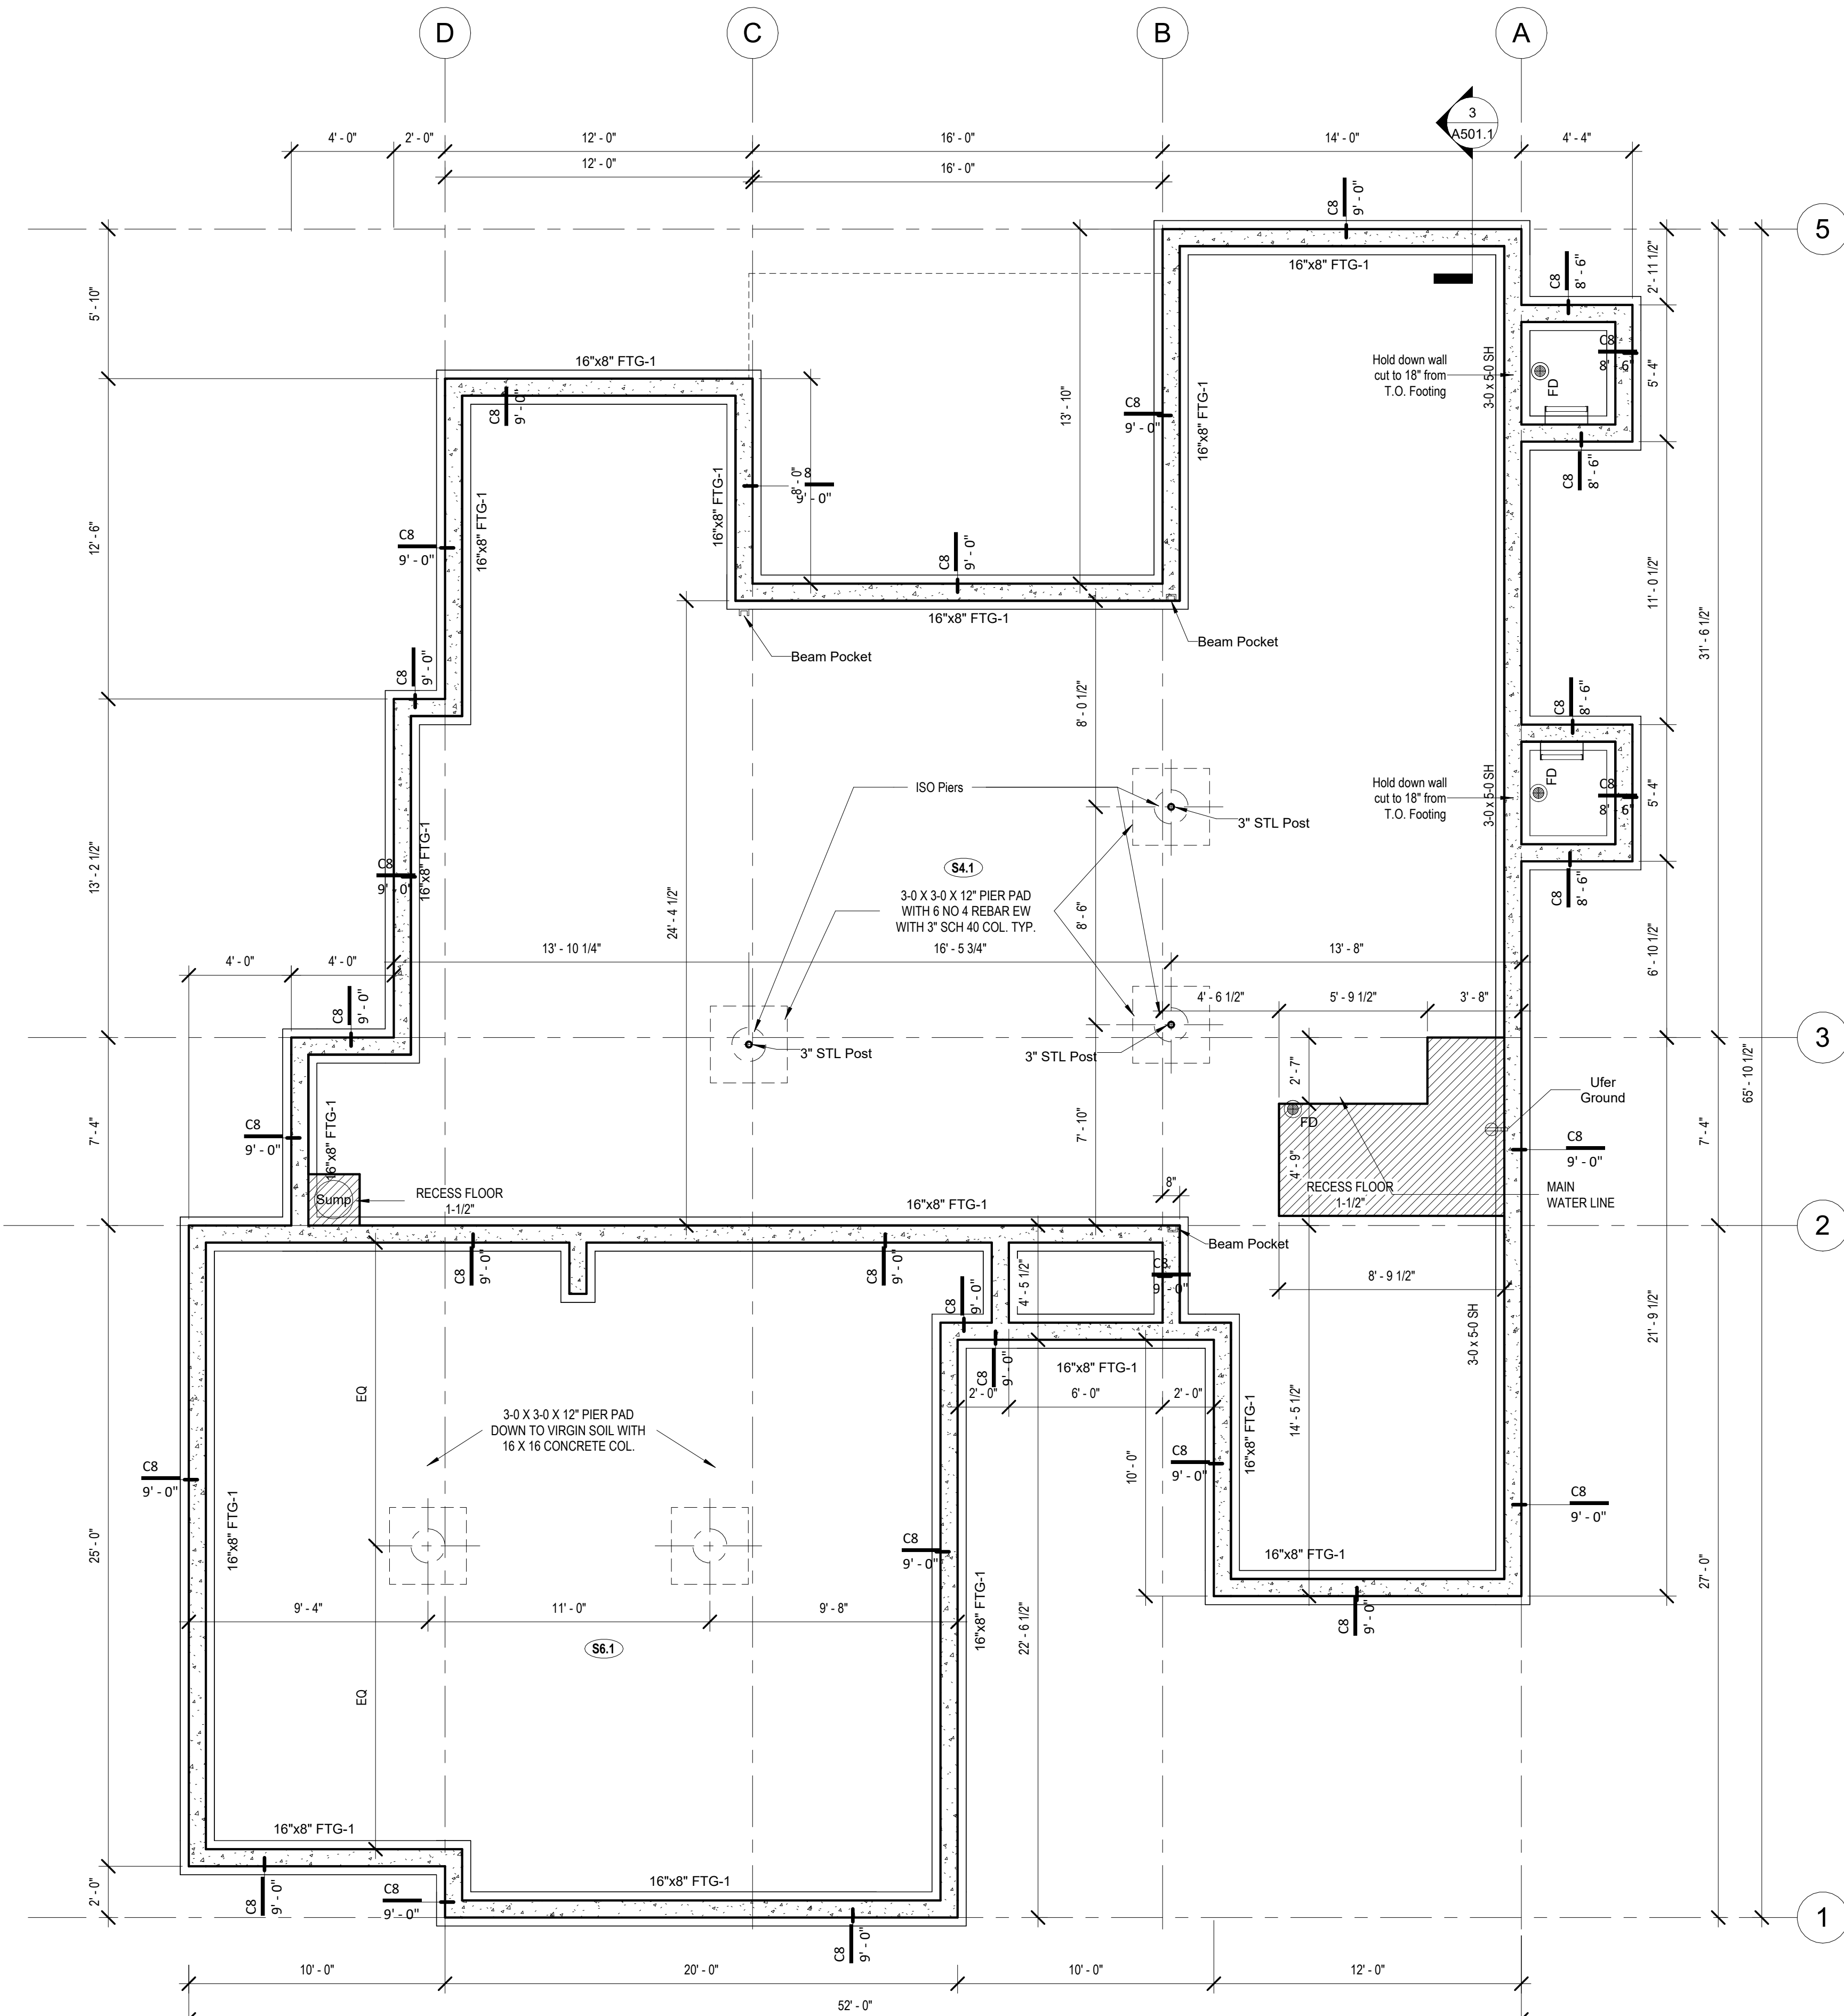 D
C
B
A
3
A501.1
4' - 0"
2' - 0"
12' - 0"
16' - 0"
14' - 0"
4' - 4"
12' - 0"
16' - 0"
5
C8
9' - 0"
16"x8" FTG-1
C8
8' - 6"
2' - 11 1/2"
5' - 10"
13' - 10"
16"x8" FTG-1
C8
9' - 0"
Hold down wall
cut to 18" from
T.O. Footing
3-0 x 5-0 SH
FD
C8
8' - 6"
5' - 4"
C8
9' - 0"
16"x8" FTG-1
C8
8' - 6"
12' - 6"
C8
9' - 0"
16"x8" FTG-1
16"x8" FTG-1
8' - 0"
8
9' - 0"
C8
9' - 0"
11' - 0 1/2"
31' - 6 1/2"
16"x8" FTG-1
Beam Pocket
Beam Pocket
C8
9' - 0"
C8
8' - 6"
8' - 0 1/2"
ISO Piers
3" STL Post
Hold down wall
cut to 18" from
T.O. Footing
3-0 x 5-0 SH
FD
C8
8' - 6"
5' - 4"
13' - 2 1/2"
C8
9' - 0"
16"x8" FTG-1
S4.1
3-0 X 3-0 X 12" PIER PAD
WITH 6 NO 4 REBAR EW
WITH 3" SCH 40 COL. TYP.
24' - 4 1/2"
8' - 6"
C8
8' - 6"
13' - 10 1/4"
16' - 5 3/4"
13' - 8"
6' - 10 1/2"
4' - 0"
4' - 0"
4' - 6 1/2"
5' - 9 1/2"
3' - 8"
C8
9' - 0"
3" STL Post
3" STL Post
3
2' - 7"
Ufer
Ground
65' - 10 1/2"
7' - 4"
C8
9' - 0"
16"x8" FTG-1
7' - 10"
FD
4' - 9"
C8
9' - 0"
7' - 4"
Sump
RECESS FLOOR
1-1/2"
8"
RECESS FLOOR
1-1/2"
MAIN
WATER LINE
16"x8" FTG-1
2
Beam Pocket
C8
9' - 0"
C8
9' - 0"
C8
9' - 0"
4' - 5 1/2"
C8
9' - 0"
8' - 9 1/2"
3-0 x 5-0 SH
21' - 9 1/2"
C8
9' - 0"
16"x8" FTG-1
EQ
2' - 0"
6' - 0"
2' - 0"
3-0 X 3-0 X 12" PIER PAD
DOWN TO VIRGIN SOIL WITH
16 X 16 CONCRETE COL.
14' - 5 1/2"
16"x8" FTG-1
10' - 0"
C8
9' - 0"
C8
9' - 0"
C8
9' - 0"
16"x8" FTG-1
25' - 0"
C8
9' - 0"
16"x8" FTG-1
16"x8" FTG-1
27' - 0"
9' - 4"
11' - 0"
9' - 8"
S6.1
22' - 6 1/2"
C8
9' - 0"
EQ
16"x8" FTG-1
16"x8" FTG-1
2' - 0"
C8
9' - 0"
C8
9' - 0"
C8
9' - 0"
1
10' - 0"
20' - 0"
10' - 0"
12' - 0"
52' - 0"